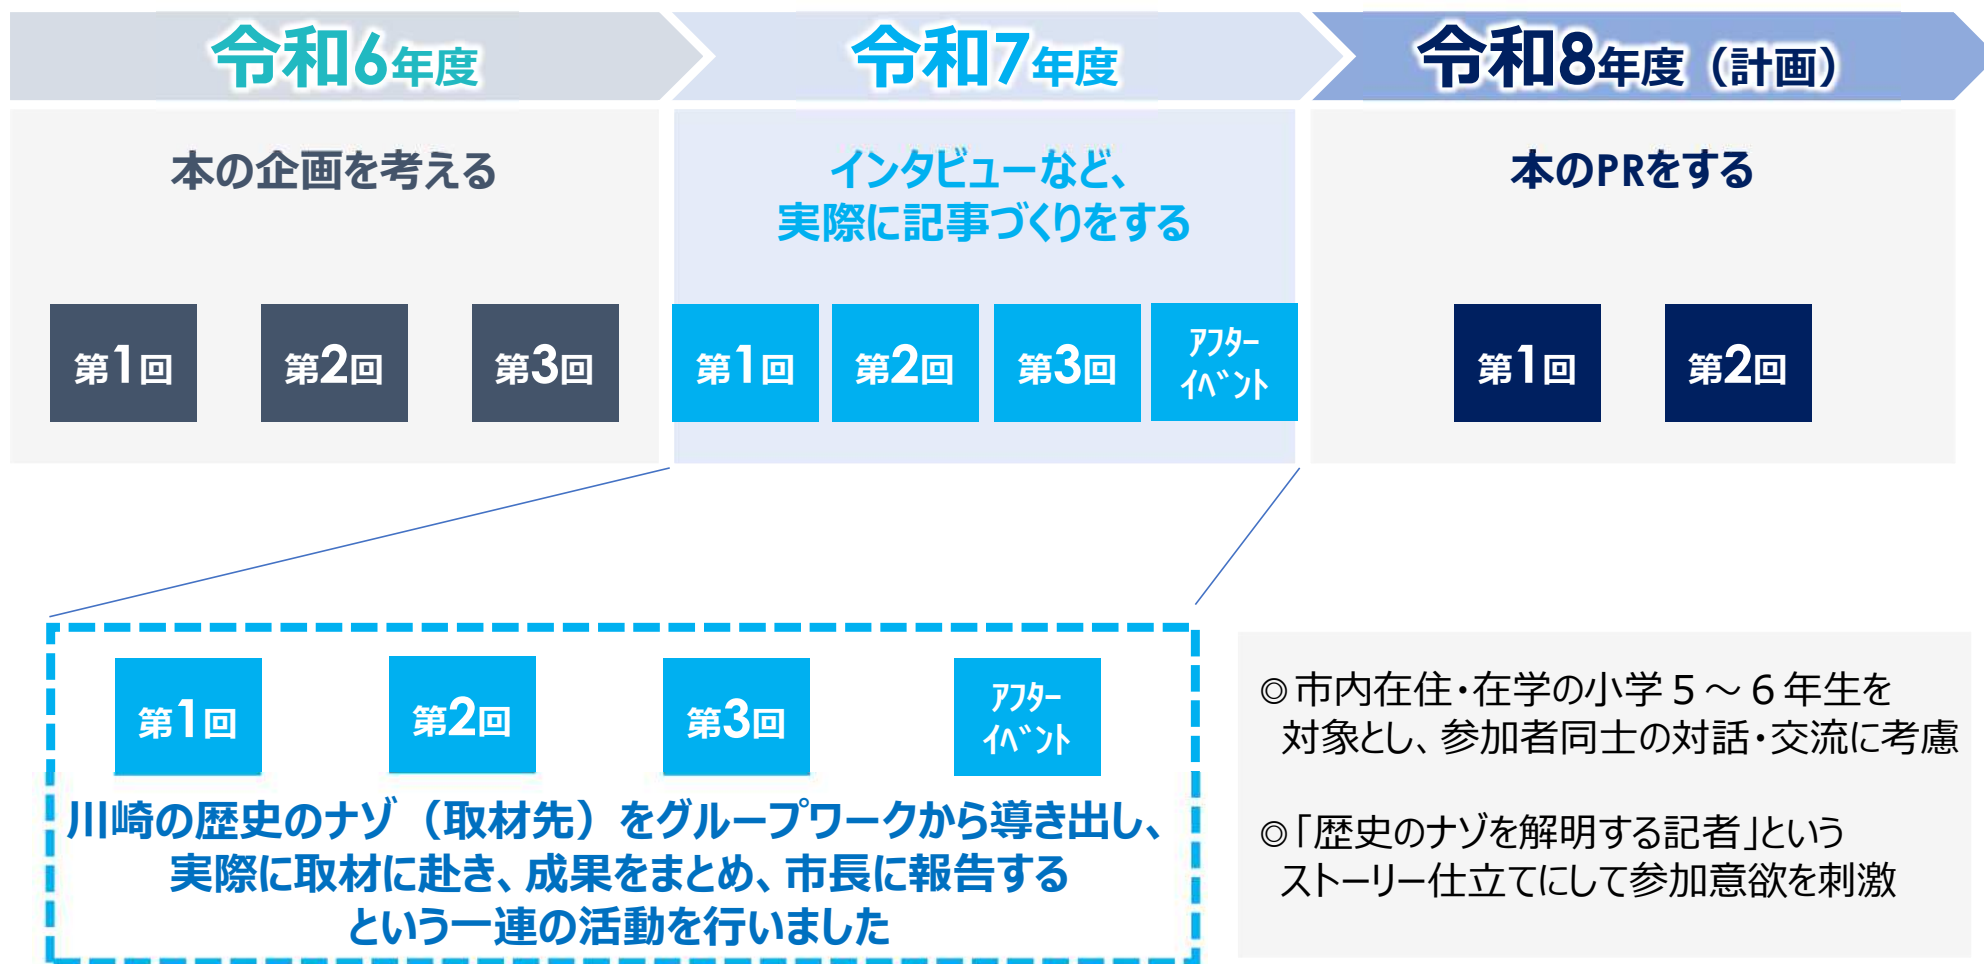 令和6年度
令和7年度
令和8年度（計画）
本の企画を考える
第1回
第2回
第3回
インタビューなど、
実際に記事づくりをする
第1回
第2回
第3回
ｱﾌﾀｰ
ｲﾍﾞﾝﾄ
本のPRをする
第1回
第2回
第1回
第2回
第3回
ｱﾌﾀｰ
ｲﾍﾞﾝﾄ
川崎の歴史のナゾ（取材先）をグループワークから導き出し、
実際に取材に赴き、成果をまとめ、市長に報告する
という一連の活動を行いました
◎市内在住・在学の小学５～６年生を
対象とし、参加者同士の対話・交流に考慮
◎「歴史のナゾを解明する記者」という
ストーリー仕立てにして参加意欲を刺激